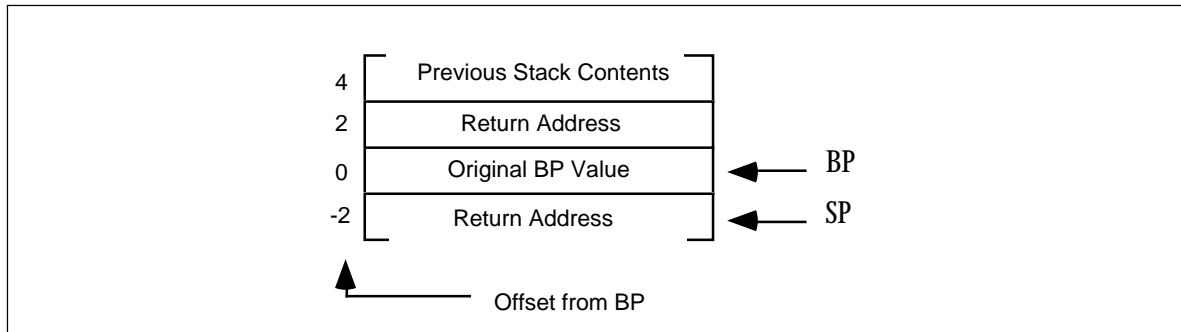 4 Previous Stack Contents
2 Return Address
0 Original BP Value BP
-2 Return Address SP
Offset from BP